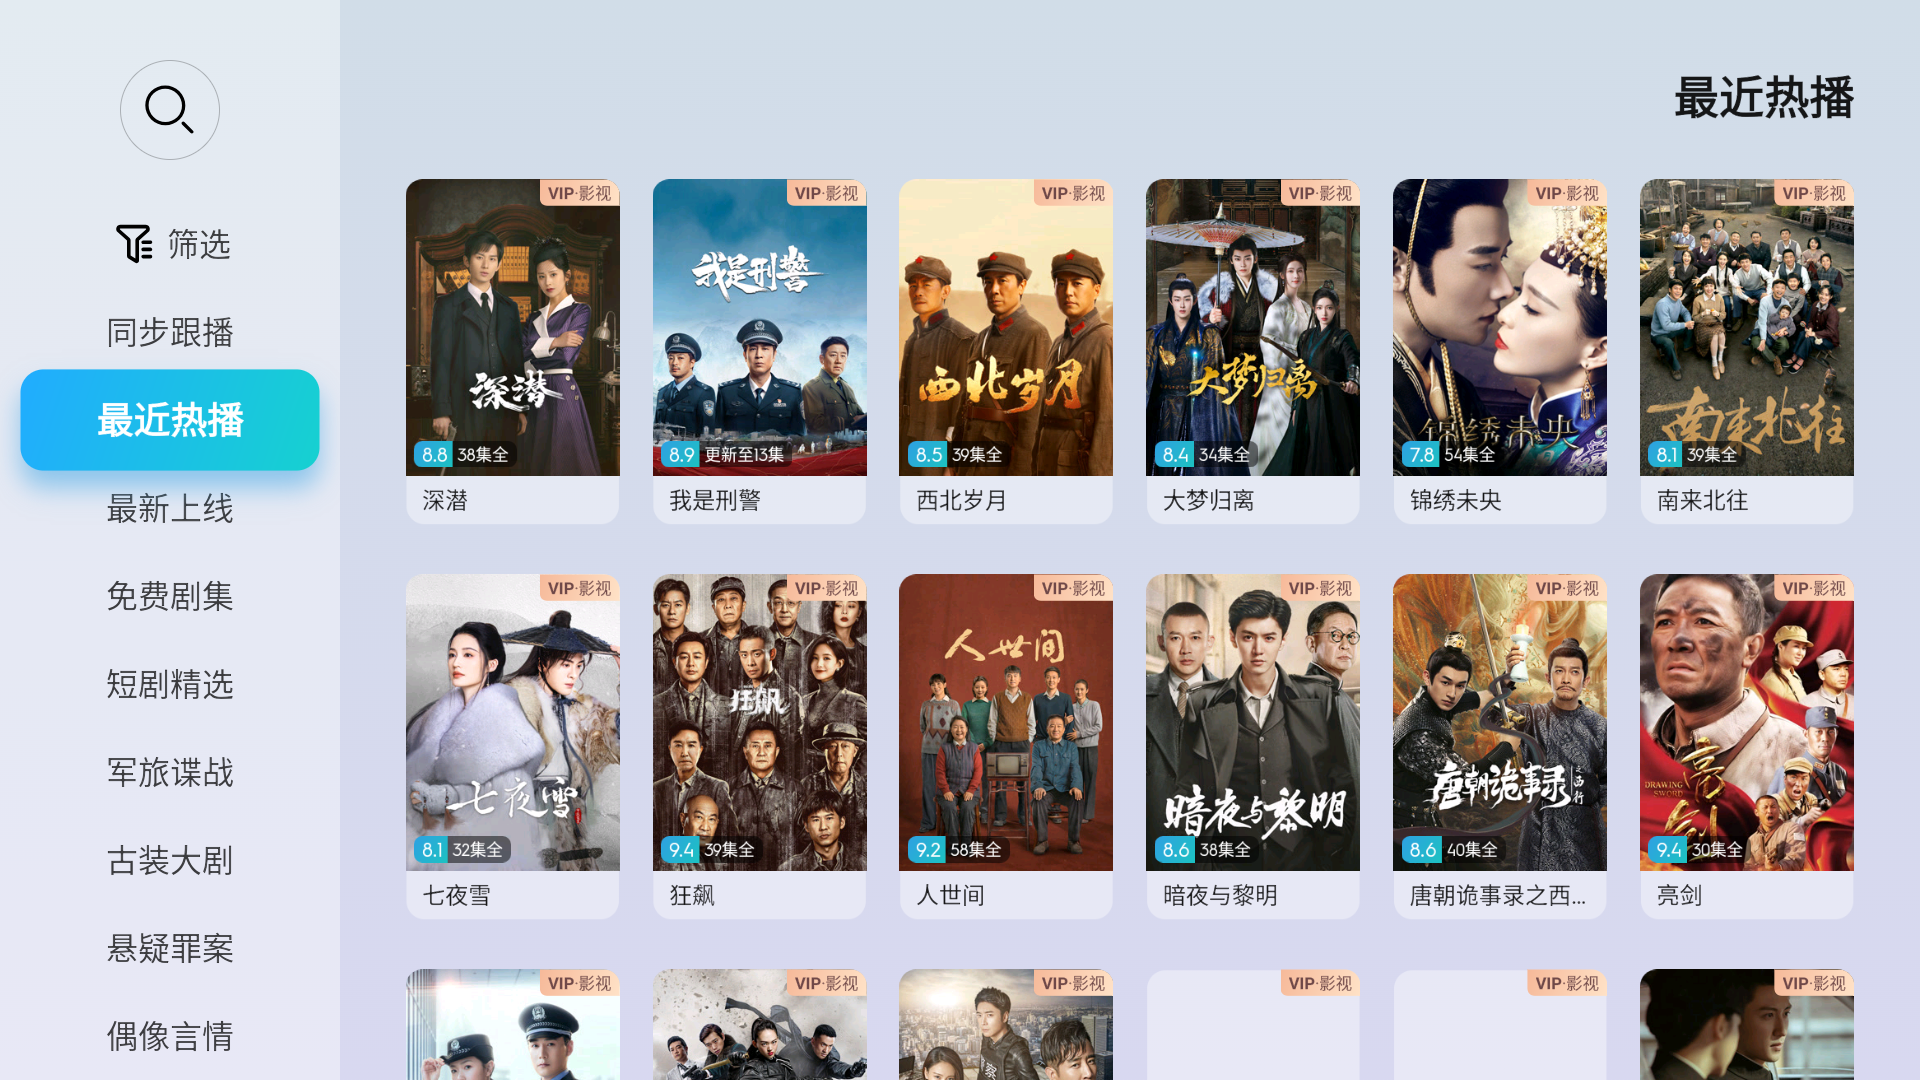 最近热播
筛选
同步跟播
最近热播
最新上线
免费剧集
短剧精选
军旅谍战
古装大剧
悬疑罪案
偶像言情
VIP·影视
深潜
8.8 38集全
深潜
VIP·影视
我是刑警
8.9 更新至13集
我是刑警
VIP·影视
西北岁月
8.5 39集全
西北岁月
VIP·影视
大梦归离
8.4 34集全
大梦归离
VIP·影视
锦绣未央
7.8 54集全
锦绣未央
VIP·影视
南来北往
8.1 39集全
南来北往
VIP·影视
七夜雪
8.1 32集全
七夜雪
VIP·影视
狂飙
9.4 39集全
狂飙
VIP·影视
人世间
9.2 58集全
人世间
VIP·影视
暗夜与黎明
8.6 38集全
暗夜与黎明
VIP·影视
唐朝诡事录之西行
8.6 40集全
唐朝诡事录之西...
VIP·影视
亮剑
DRAWING SWORD
9.4 30集全
亮剑
VIP·影视
VIP·影视
VIP·影视
VIP·影视
VIP·影视
VIP·影视